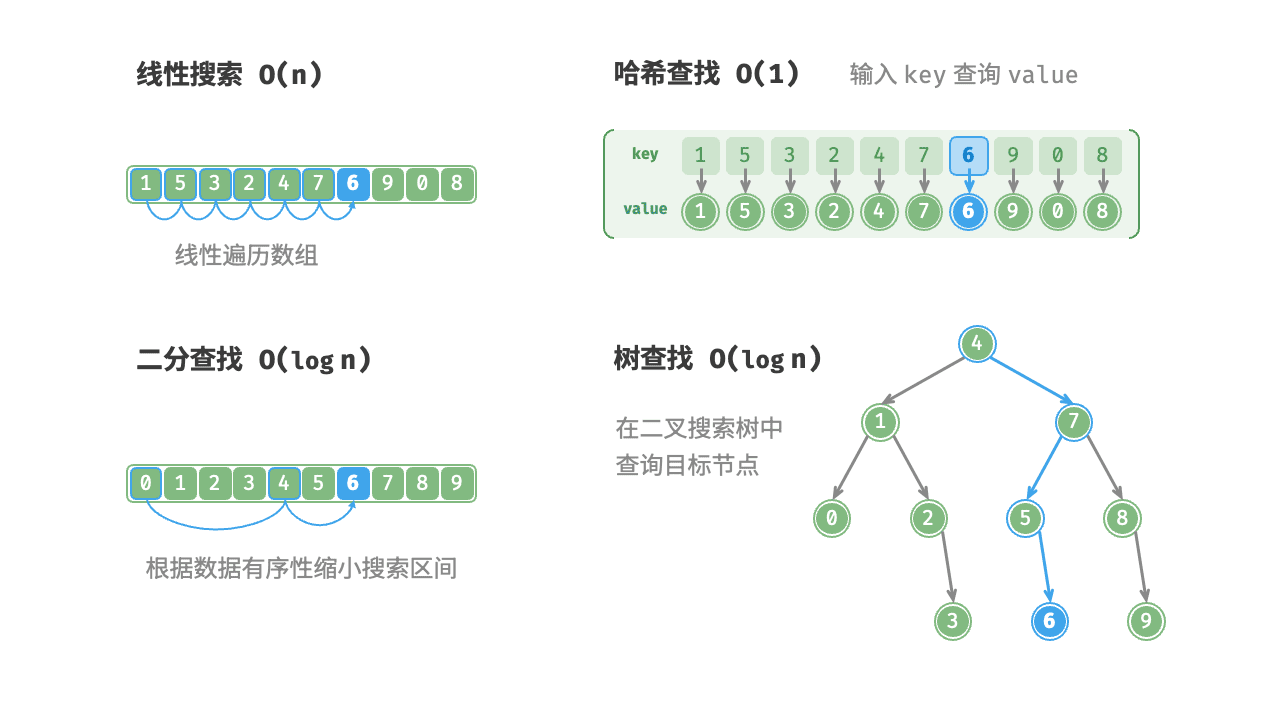 线性搜索 O(n)
1 5 3 2 4 7 6 9 0 8
线性遍历数组
哈希查找 O(1) 输入 key 查询 value
key 1 5 3 2 4 7 6 9 0 8
value 1 5 3 2 4 7 6 9 0 8
二分查找 O(log n)
0 1 2 3 4 5 6 7 8 9
根据数据有序性缩小搜索区间
树查找 O(log n)
在二叉搜索树中
查询目标节点
4
1 7
0 2 5 8
3 6 9